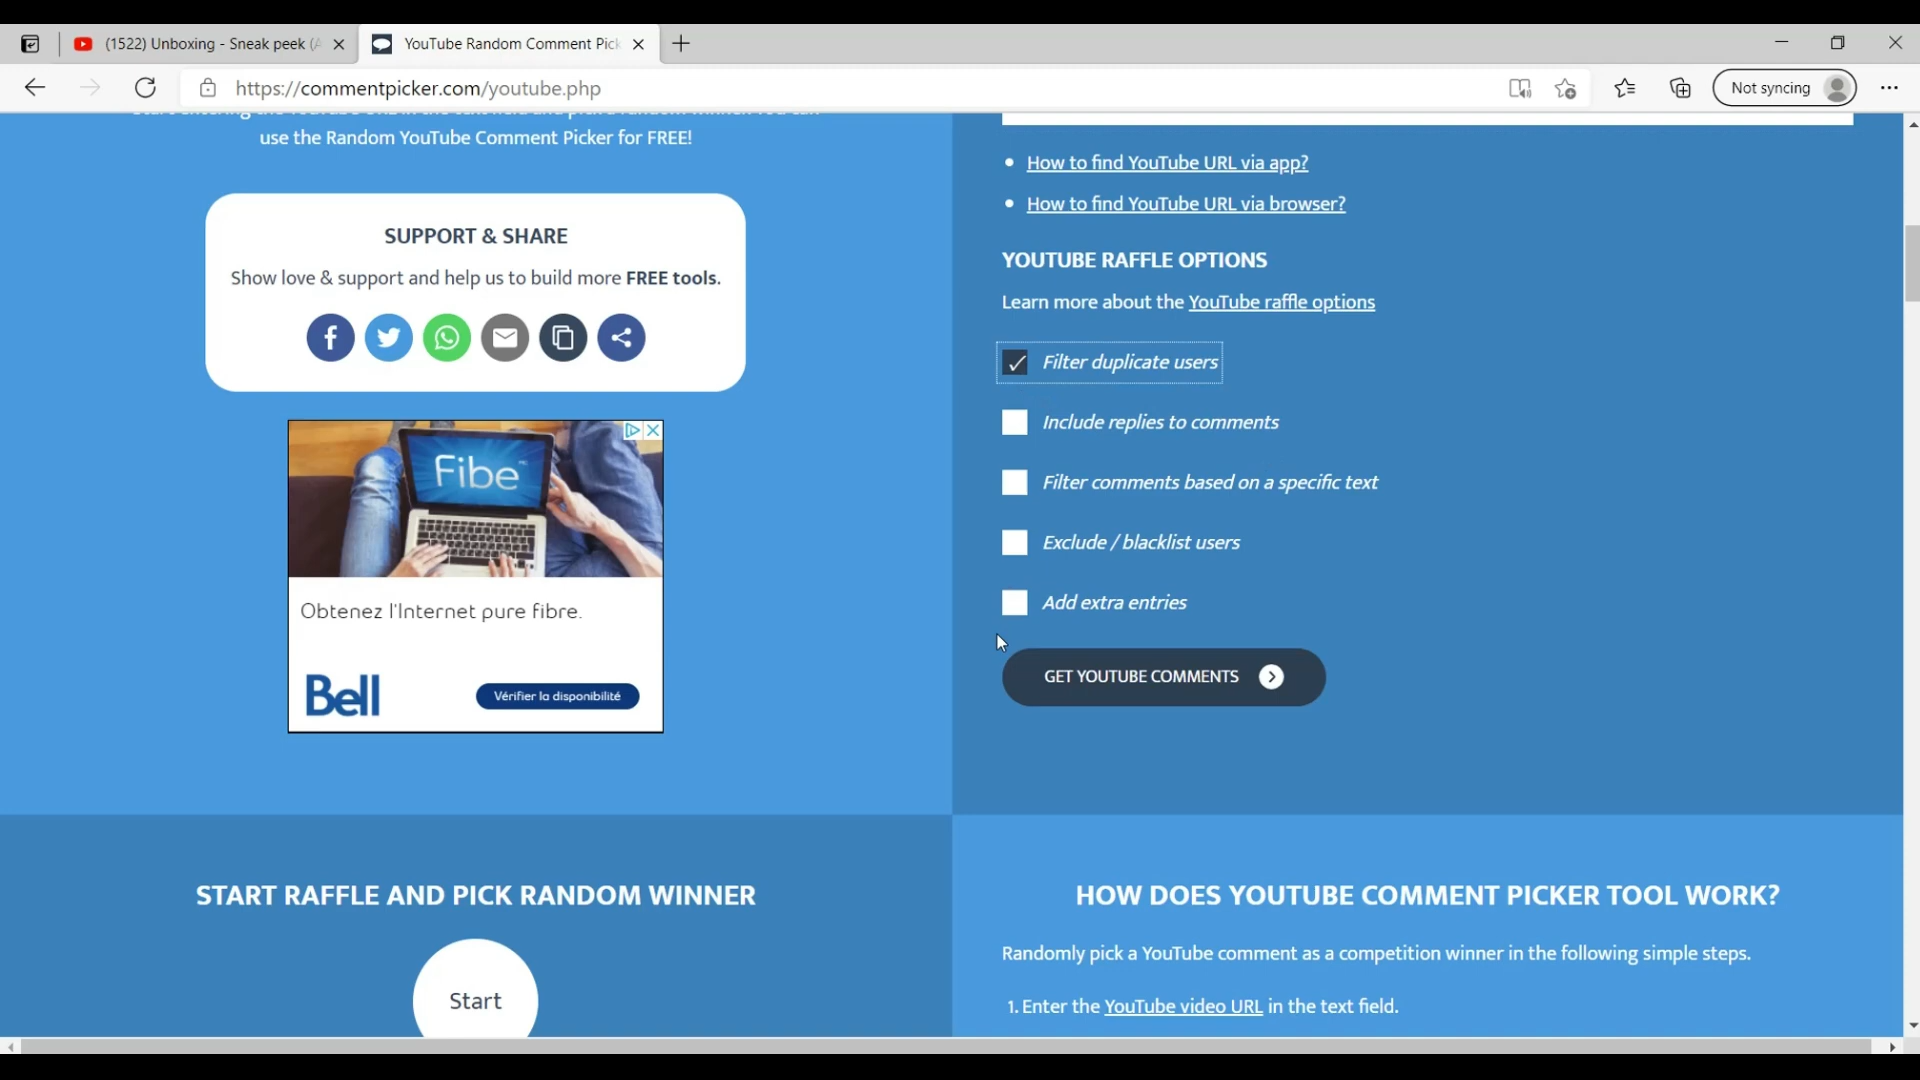 (1522) Unboxing - Sneak peek (A
YouTube Random Comment Pick
https://commentpicker.com/youtube.php
Not syncing
use the Random YouTube Comment Picker for FREE!
SUPPORT & SHARE
Show love & support and help us to build more FREE tools.
Fibe
Obtenez l'Internet pure fibre.
Bell
Vérifier la disponibilité
How to find YouTube URL via app?
How to find YouTube URL via browser?
YOUTUBE RAFFLE OPTIONS
Learn more about the YouTube raffle options
Filter duplicate users
Include replies to comments
Filter comments based on a specific text
Exclude / blacklist users
Add extra entries
GET YOUTUBE COMMENTS
START RAFFLE AND PICK RANDOM WINNER
Start
HOW DOES YOUTUBE COMMENT PICKER TOOL WORK?
Randomly pick a YouTube comment as a competition winner in the following simple steps.
1. Enter the YouTube video URL in the text field.